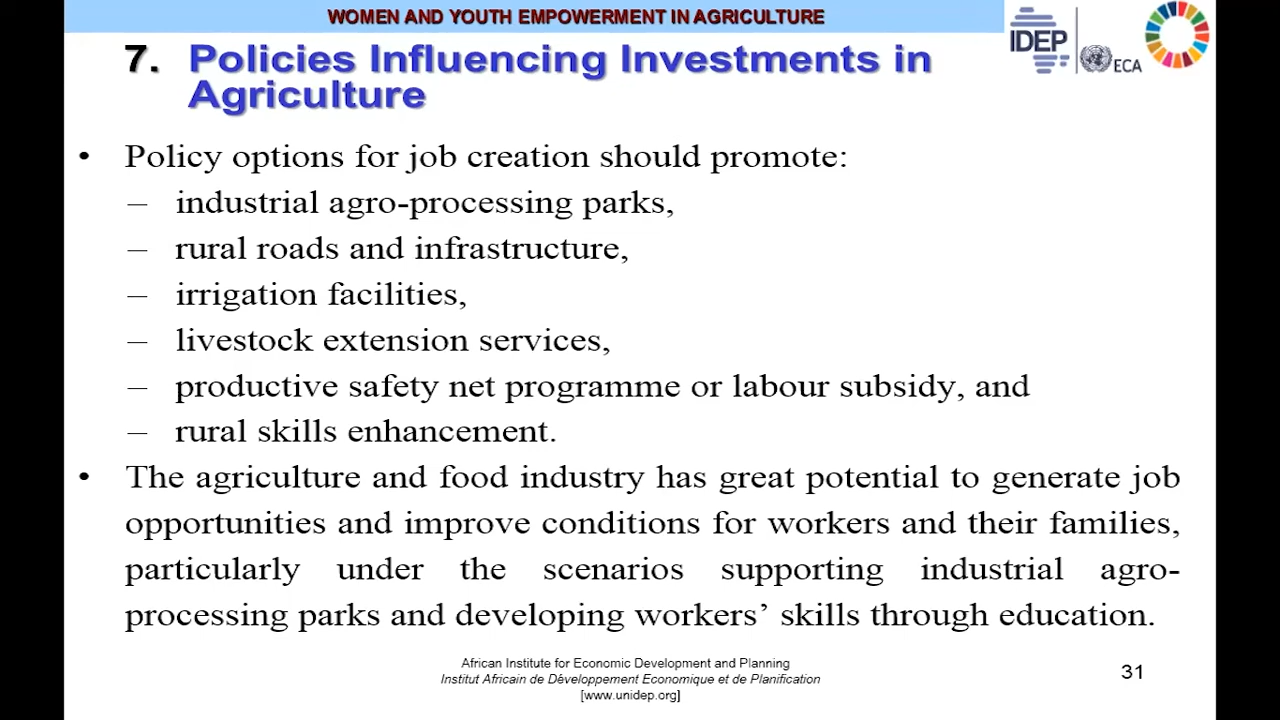 WOMEN AND YOUTH EMPOWERMENT IN AGRICULTURE
IDEP
ECA
7. Policies Influencing Investments in
Agriculture
• Policy options for job creation should promote:
– industrial agro-processing parks,
– rural roads and infrastructure,
– irrigation facilities,
– livestock extension services,
– productive safety net programme or labour subsidy, and
– rural skills enhancement.
• The agriculture and food industry has great potential to generate job
opportunities and improve conditions for workers and their families,
particularly under the scenarios supporting industrial agro-
processing parks and developing workers’ skills through education.
African Institute for Economic Development and Planning
Institut Africain de Développement Economique et de Planification
[www.unidep.org]
31